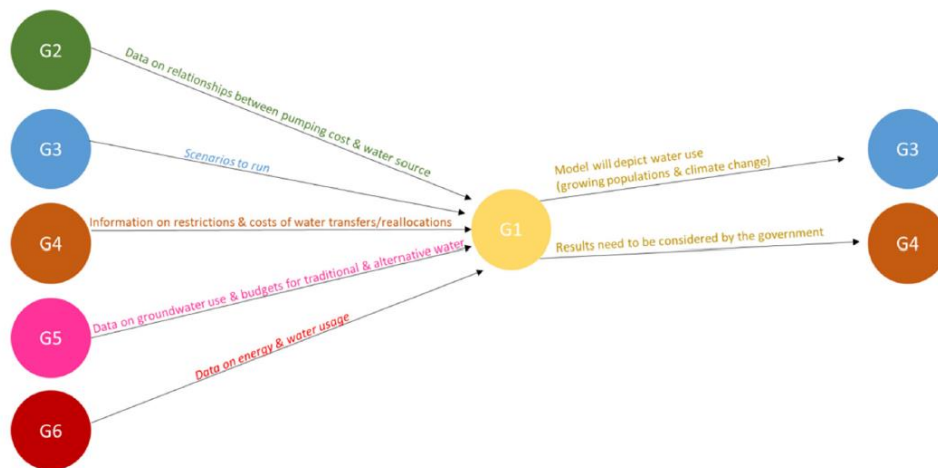 G2
Data on relationships between pumping cost & water source
G3
Scenarios to run
G4
Information on restrictions & costs of water transfers/reallocations
G5
Data on groundwater use & budgets for traditional & alternative water
G6
Data on energy & water usage
G1
Model will depict water use
(growing populations & climate change)
G3
Results need to be considered by the government
G4